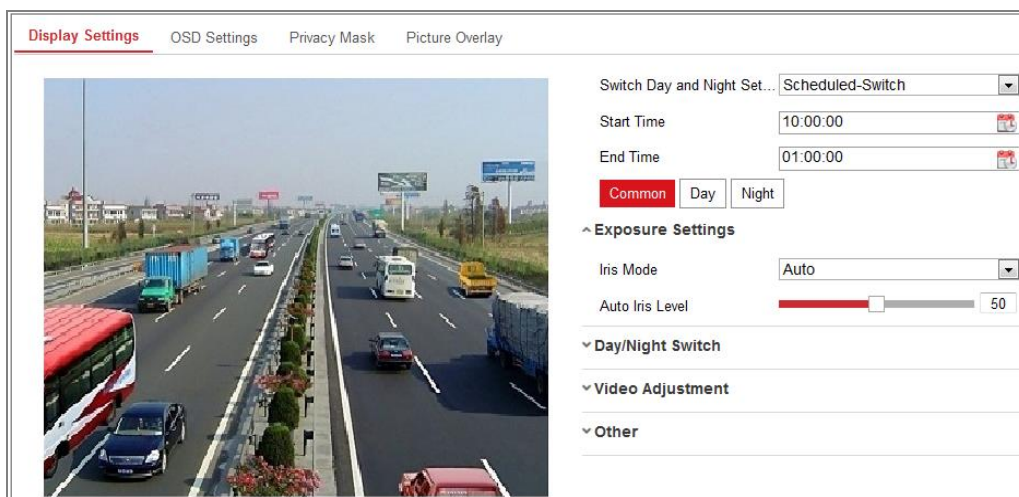 Display Settings OSD Settings Privacy Mask Picture Overlay
Switch Day and Night Set... Scheduled-Switch
Start Time 10:00:00
End Time 01:00:00
Common Day Night
Exposure Settings
Iris Mode Auto
Auto Iris Level 50
Day/Night Switch
Video Adjustment
Other